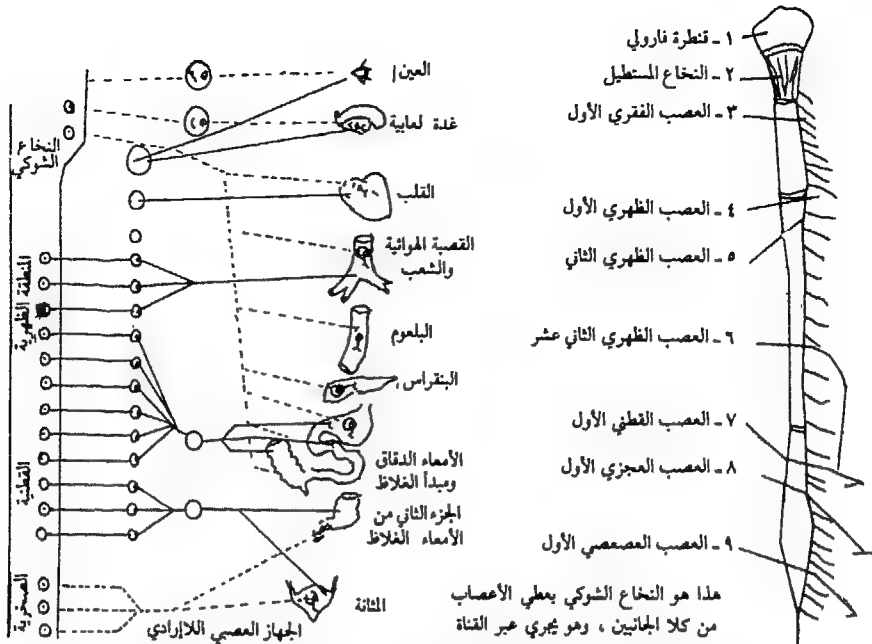 ١ - قنطرة فارولي
٢ - النخاع المستطيل
٣ - العصب الفقري الأول
٤ - العصب الظهري الأول
٥ - العصب الظهري الثاني
٦ - العصب الظهري الثاني عشر
٧ - العصب القطني الأول
٨ - العصب العجزي الأول
٩ - العصب العصعصي الأول
هذا هو النخاع الشوكي يعطي الأعصاب
من كلا الجانبين ، وهو يجري عبر القناة
العين
غدة لعابية
القلب
القصبة الهوائية
والشعب
البلعوم
البنقراس
الأمعاء الدقاق
ومبدأ الغلاظ
الجزء الثاني من
الأمعاء الغلاظ
المثانة
الجهاز العصبي اللاإرادي
النخاع
الشوكي
المنطقة الظهرية
القطنية
الصخرية